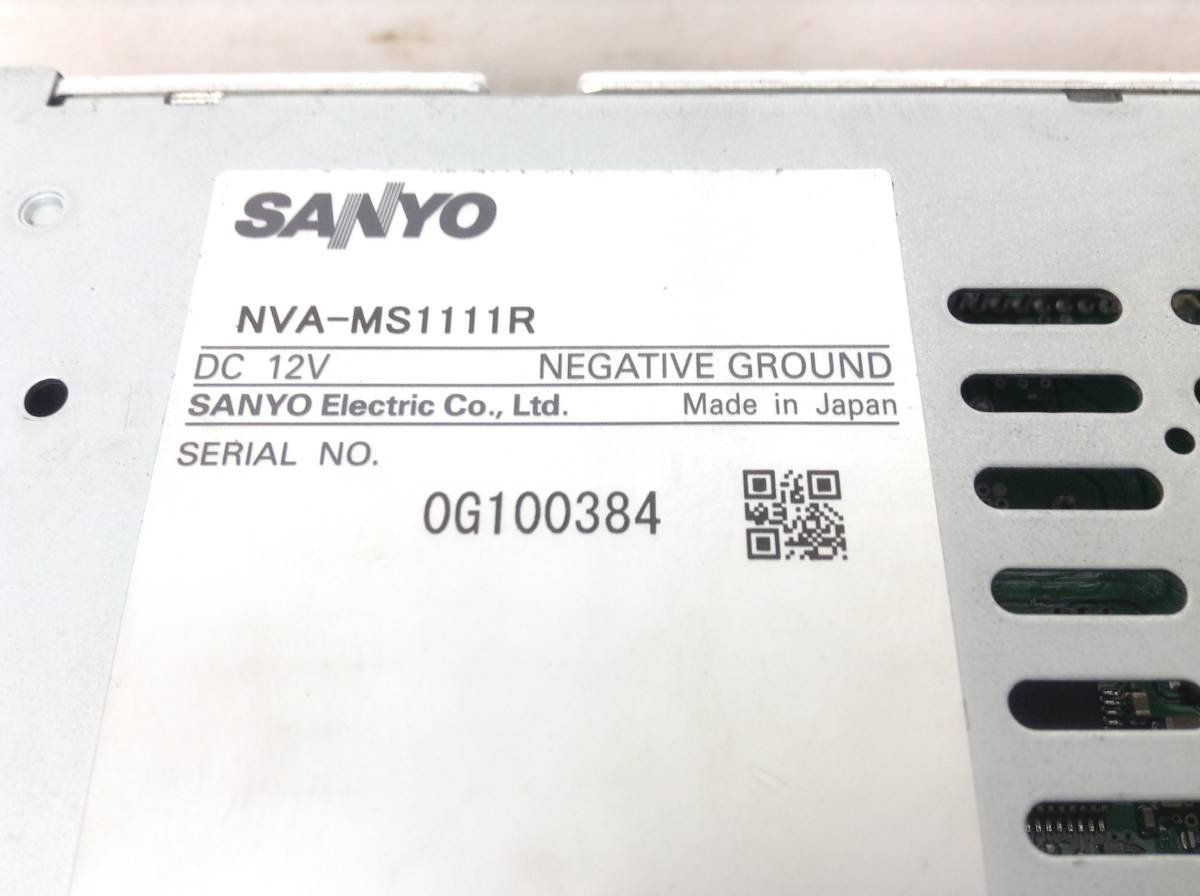 SANYO
NVA-MS1111R
DC 12V NEGATIVE GROUND
SANYO Electric Co., Ltd. Made in Japan
SERIAL NO.
0G100384